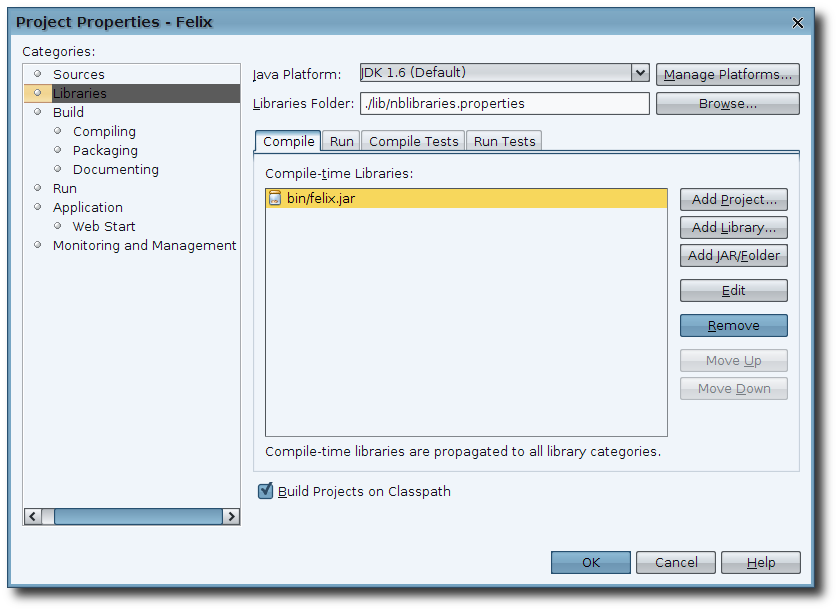 Project Properties - Felix
Categories:
Sources
Libraries
Build
Compiling
Packaging
Documenting
Run
Application
Web Start
Monitoring and Management
Java Platform: JDK 1.6 (Default) Manage Platforms...
Libraries Folder: ./lib/nblibraries.properties Browse...
Compile Run Compile Tests Run Tests
Compile-time Libraries:
bin/felix.jar
Add Project...
Add Library...
Add JAR/Folder
Edit
Remove
Move Up
Move Down
Compile-time libraries are propagated to all library categories.
Build Projects on Classpath
OK Cancel Help